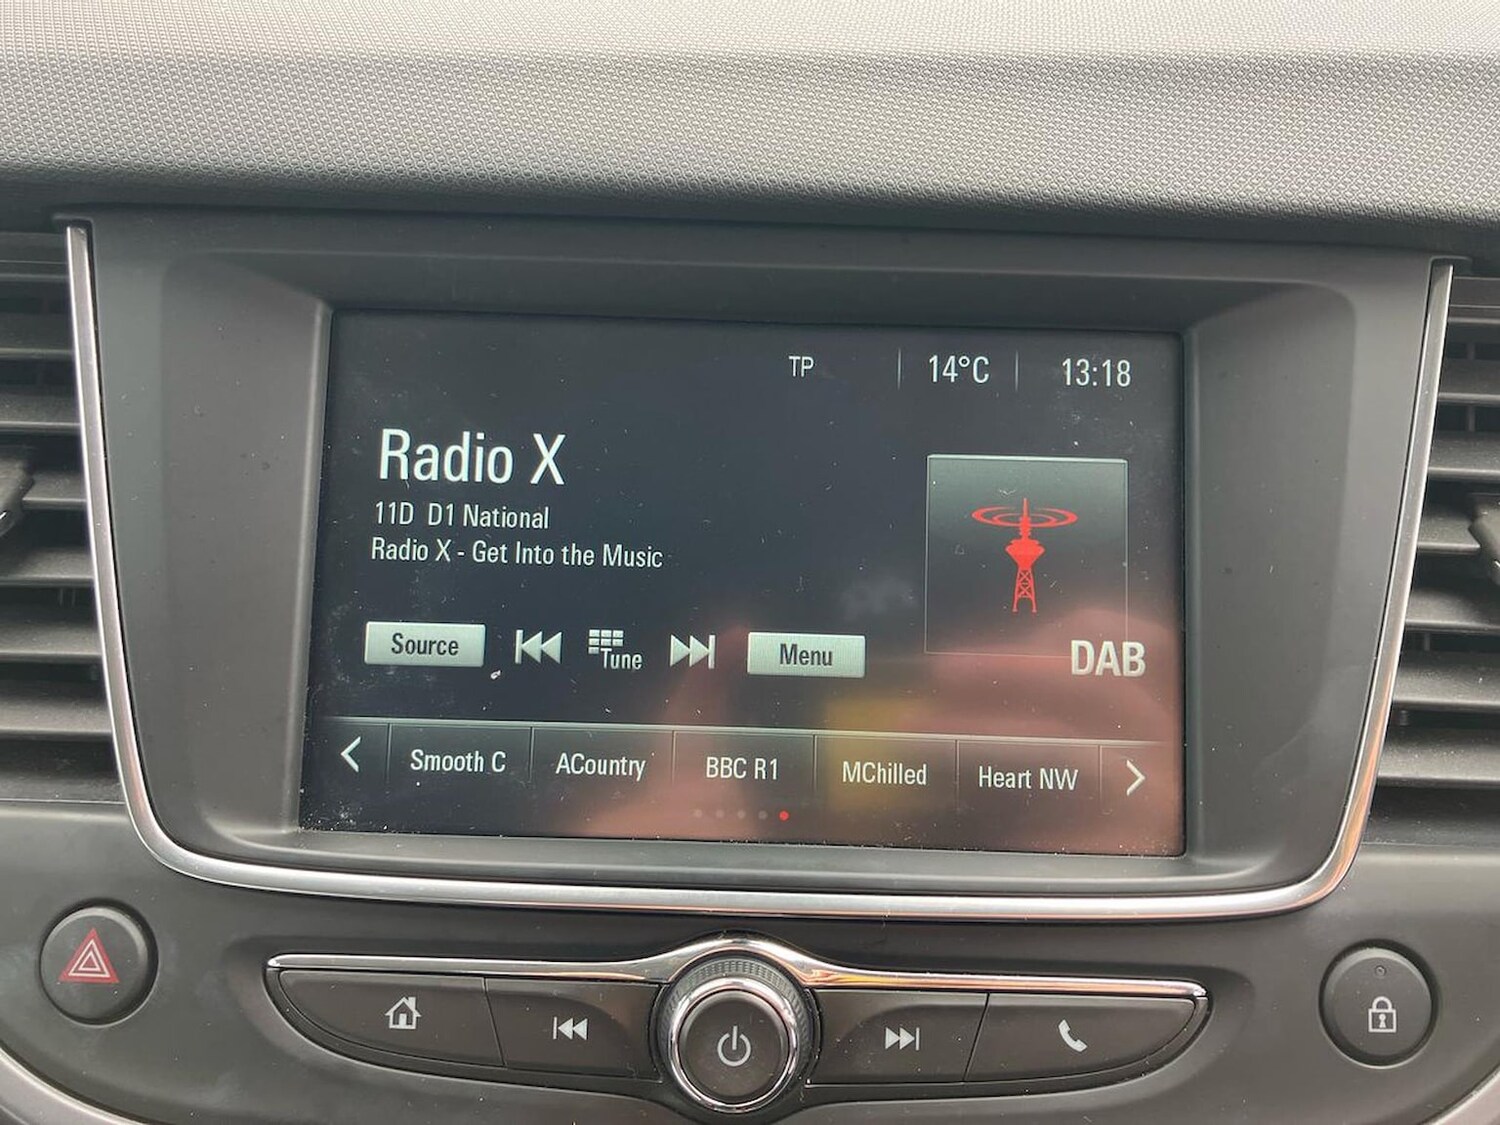 TP 14°C 13:18
Radio X
11D D1 National
Radio X - Get Into the Music
Source Tune Menu
DAB
Smooth C ACountry BBC R1 MChilled Heart NW